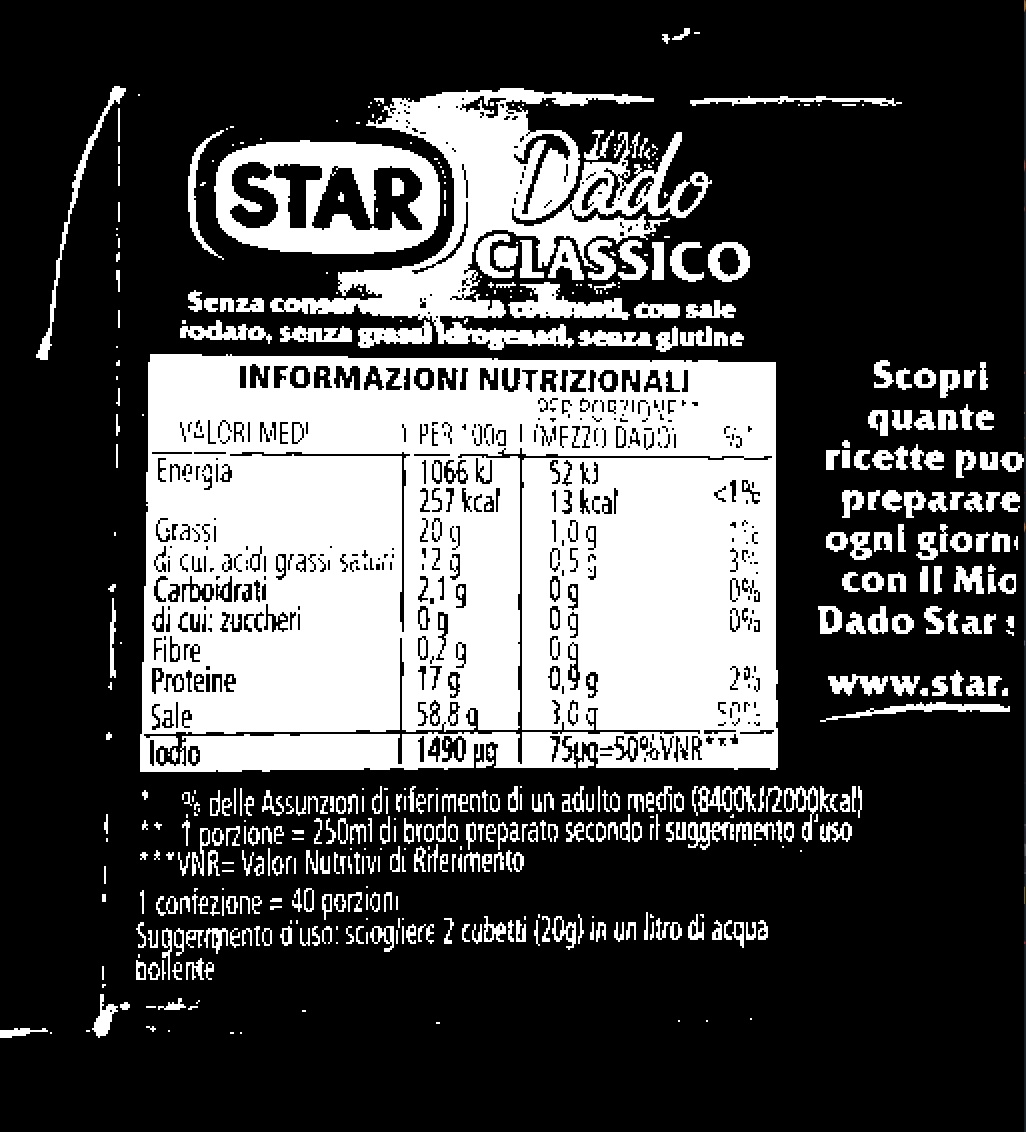 STAR
Il Mio
Dado
CLASSICO
Senza coloranti, con sale
iodato, senza grassi idrogenati, senza glutine
INFORMAZIONI NUTRIZIONALI
VALORI MEDI PER 100g PER PORZIONE** (MEZZO DADO) %*
Energia 1066 kJ 52 kJ
257 kcal 13 kcal <1%
Grassi 20 g 1,0 g 1%
di cui: acidi grassi saturi 12 g 0,5 g 3%
Carboidrati 2,1 g 0 g 0%
di cui: zuccheri 0 g 0 g 0%
Fibre 0,2 g 0 g
Proteine 17 g 0,9 g 2%
Sale 58,8 g 3,0 g 50%
Iodio 1490 µg 75µg=50%VNR***
* % delle Assunzioni di riferimento di un adulto medio (8400kJ/2000kcal)
** 1 porzione = 250ml di brodo preparato secondo il suggerimento d'uso
***VNR= Valori Nutritivi di Riferimento
1 confezione = 40 porzioni
Suggerimento d'uso: sciogliere 2 cubetti (20g) in un litro di acqua
bollente
Scopri
quante
ricette puo
preparare
ogni giorn
con Il Mio
Dado Star
www.star.